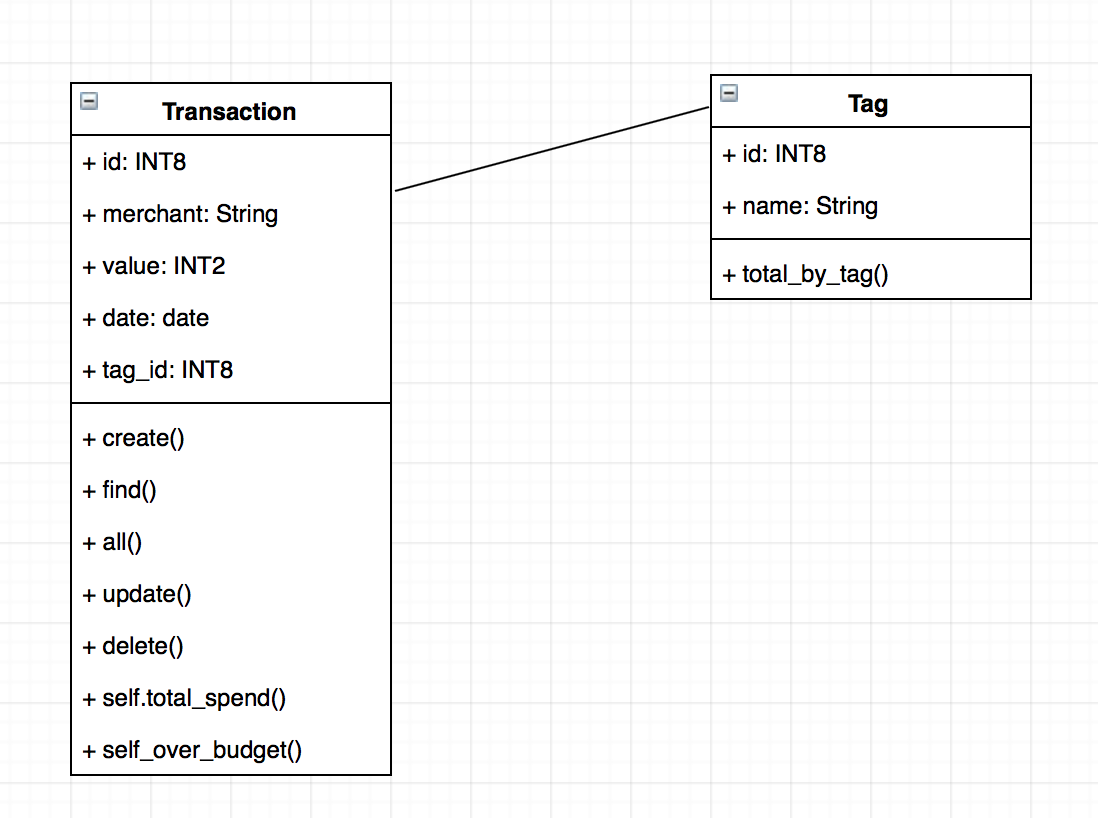 Transaction
+ id: INT8
+ merchant: String
+ value: INT2
+ date: date
+ tag_id: INT8
+ create()
+ find()
+ all()
+ update()
+ delete()
+ self.total_spend()
+ self_over_budget()
Tag
+ id: INT8
+ name: String
+ total_by_tag()